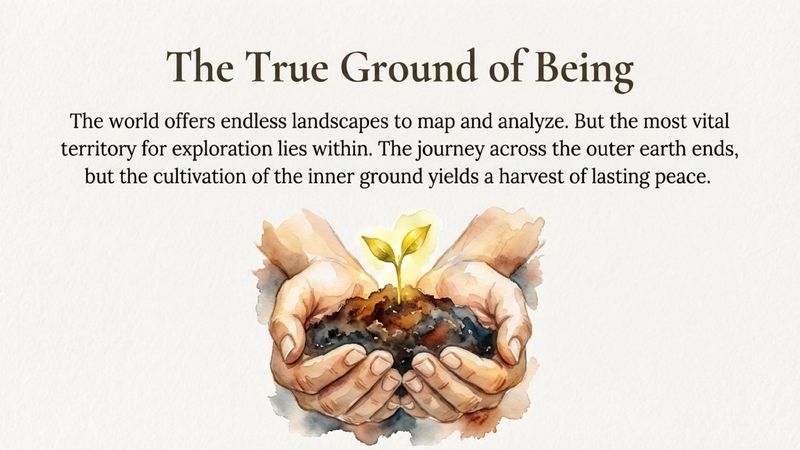 The True Ground of Being
The world offers endless landscapes to map and analyze. But the most vital
territory for exploration lies within. The journey across the outer earth ends,
but the cultivation of the inner ground yields a harvest of lasting peace.